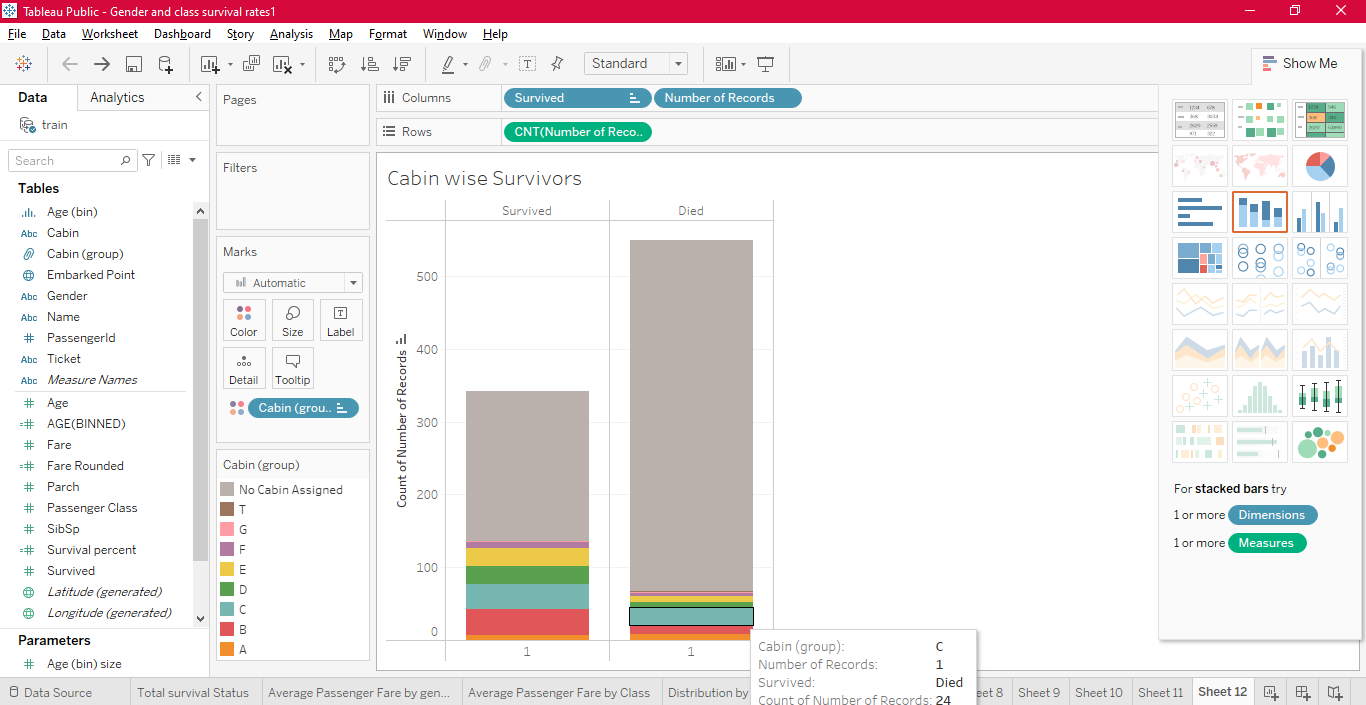 Tableau Public - Gender and class survival rates1
File Data Worksheet Dashboard Story Analysis Map Format Window Help
Standard
Show Me
Data Analytics
train
Search
Tables
Age (bin)
Cabin
Cabin (group)
Embarked Point
Gender
Name
PassengerId
Ticket
Measure Names
Age
AGE(BINNED)
Fare
Fare Rounded
Parch
Passenger Class
SibSp
Survival percent
Survived
Latitude (generated)
Longitude (generated)
Parameters
Age (bin) size
Pages
Filters
Marks
Automatic
Color Size Label
Detail Tooltip
Cabin (grou..
Cabin (group)
No Cabin Assigned
T
G
F
E
D
C
B
A
Columns Survived Number of Records
Rows CNT(Number of Reco..
Cabin wise Survivors
Survived Died
Count of Number of Records
500
400
300
200
100
0
1 1
Cabin (group): C
Number of Records: 1
Survived: Died
Count of Number of Records: 24
For stacked bars try
1 or more Dimensions
1 or more Measures
Data Source Total survival Status Average Passenger Fare by gen... Average Passenger Fare by Class Distribution by 8 Sheet 9 Sheet 10 Sheet 11 Sheet 12